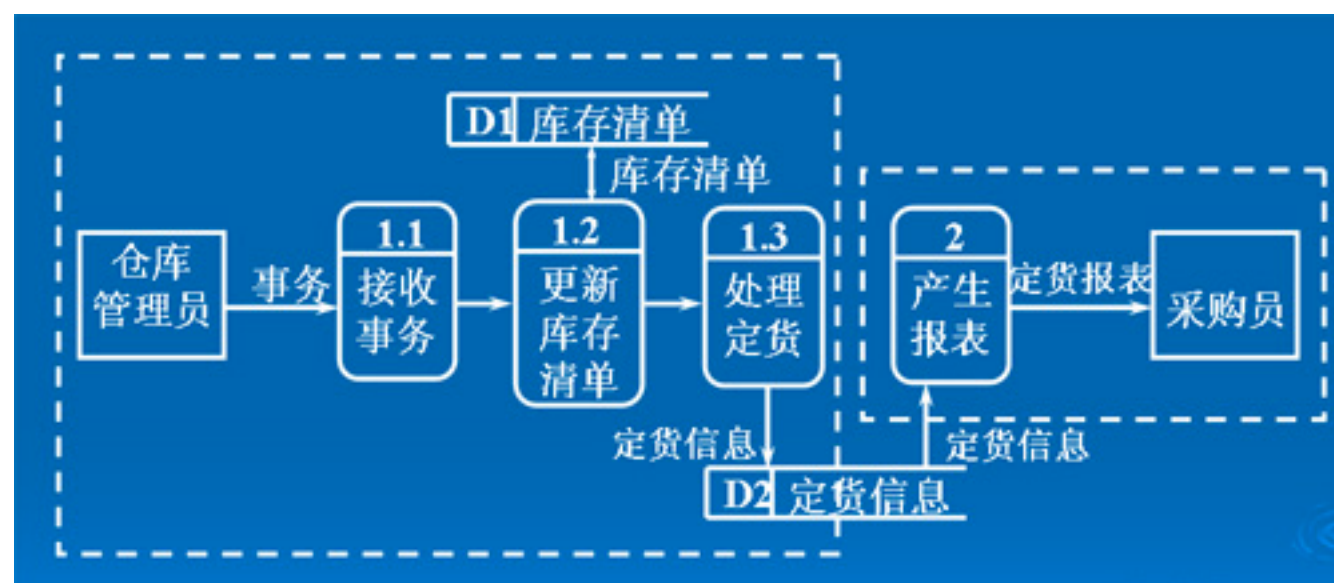 D1 库存清单
库存清单
仓库
管理员
事务
1.1
接收
事务
1.2
更新
库存
清单
1.3
处理
定货
2
产生
报表
定货报表
采购员
定货信息
定货信息
D2 定货信息